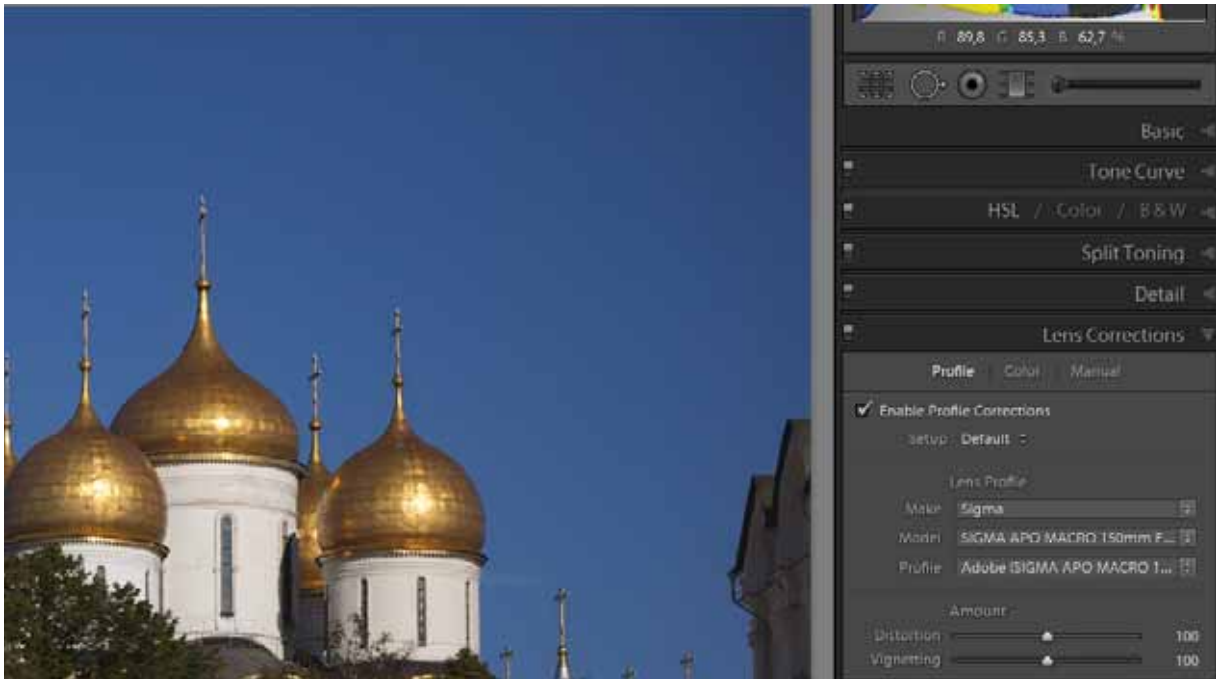 R 89,8 G 85,3 B 62,7 %
Basic
Tone Curve
HSL / Color / B & W
Split Toning
Detail
Lens Corrections
Profile Color Manual
Enable Profile Corrections
Setup Default
Lens Profile
Make Sigma
Model SIGMA APO MACRO 150mm F...
Profile Adobe (SIGMA APO MACRO 1...
Amount
Distortion 100
Vignetting 100